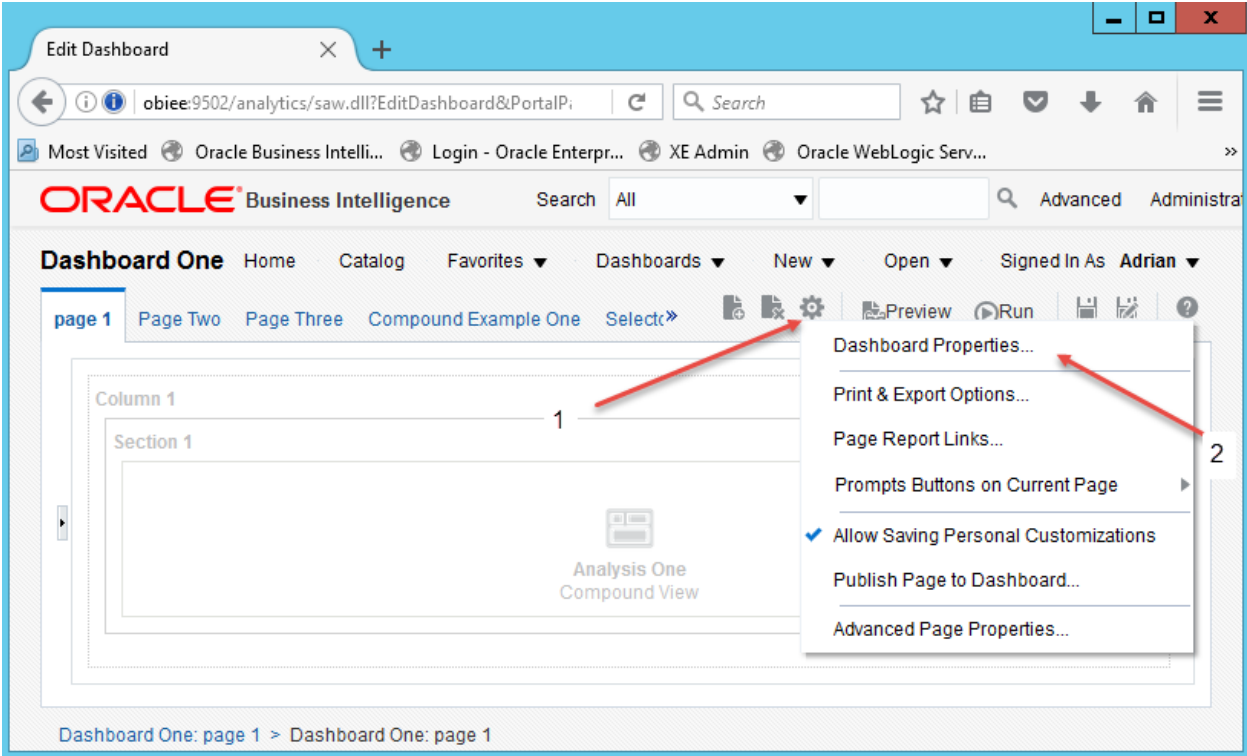 Edit Dashboard
obiee:9502/analytics/saw.dll?EditDashboard&PortalPa
Search
Most Visited Oracle Business Intelli... Login - Oracle Enterpr... XE Admin Oracle WebLogic Serv... »
ORACLE Business Intelligence Search All Advanced Administrat
Dashboard One Home Catalog Favorites Dashboards New Open Signed In As Adrian
page 1 Page Two Page Three Compound Example One Selectc» Preview Run
Dashboard Properties...
Print & Export Options...
Page Report Links...
Prompts Buttons on Current Page
Allow Saving Personal Customizations
Publish Page to Dashboard...
Advanced Page Properties...
Column 1
1
2
Section 1
Analysis One
Compound View
Dashboard One: page 1 > Dashboard One: page 1